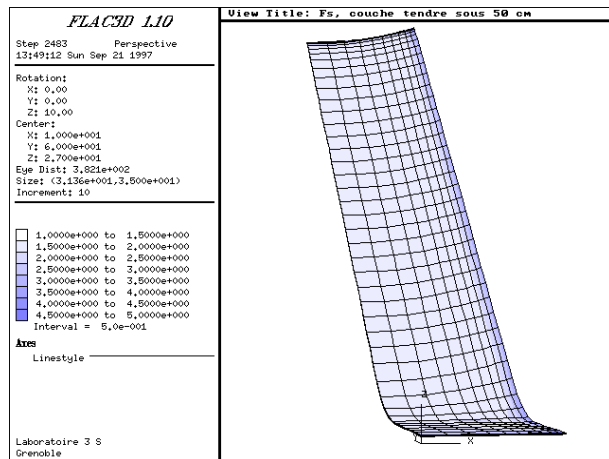 FLAC3D 1.10
Step 2483 Perspective
13:49:12 Sun Sep 21 1997
Rotation:
X: 0.00
Y: 0.00
Z: 10.00
Center:
X: 1.000e+001
Y: 6.000e+001
Z: 2.700e+001
Eye Dist: 3.821e+002
Size: (3.136e+001,3.500e+001)
Increment: 10
1.0000e+000 to 1.5000e+000
1.5000e+000 to 2.0000e+000
2.0000e+000 to 2.5000e+000
2.5000e+000 to 3.0000e+000
3.0000e+000 to 3.5000e+000
3.5000e+000 to 4.0000e+000
4.0000e+000 to 4.5000e+000
4.5000e+000 to 5.0000e+000
Interval = 5.0e-001
Axes
Linestyle
Laboratoire 3 S
Grenoble
View Title: Fs, couche tendre sous 50 cm
Z
Y
X